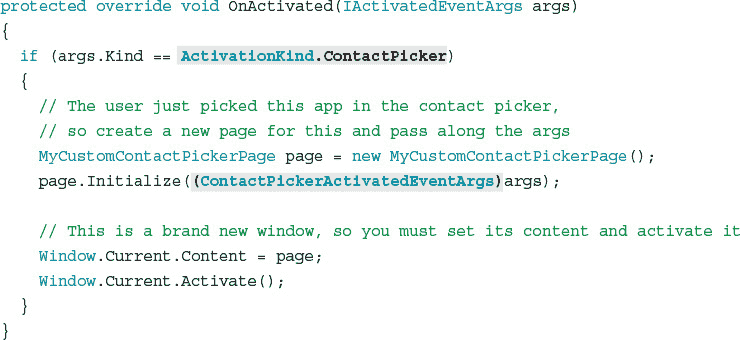 protected override void OnActivated(IActivatedEventArgs args)
{
  if (args.Kind == ActivationKind.ContactPicker)
  {
    // The user just picked this app in the contact picker,
    // so create a new page for this and pass along the args
    MyCustomContactPickerPage page = new MyCustomContactPickerPage();
    page.Initialize((ContactPickerActivatedEventArgs)args);

    // This is a brand new window, so you must set its content and activate it
    Window.Current.Content = page;
    Window.Current.Activate();
  }
}